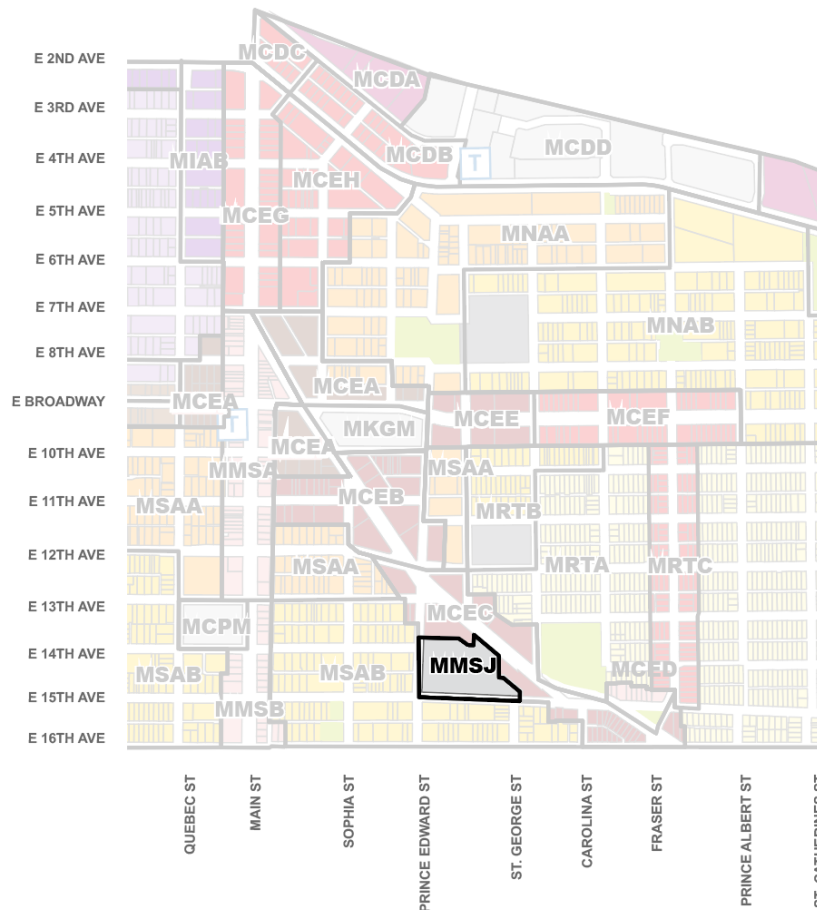 E 2ND AVE
MCDC
MCDA
E 3RD AVE
MCDB
MCDD
T
E 4TH AVE
MIAB
MCEH
E 5TH AVE
MCEG
MNAA
E 6TH AVE
E 7TH AVE
MNAB
E 8TH AVE
MCEA
E BROADWAY
MCEA
MCEE
MCEF
T
MKGM
E 10TH AVE
MCEA
MMSA
MSAA
E 11TH AVE
MCEB
MSAA
MRTB
E 12TH AVE
MSAA
MRTA
MRTC
E 13TH AVE
MCPM
MCEC
E 14TH AVE
MSAB
MSAB
MMSJ
MCED
E 15TH AVE
MMSB
E 16TH AVE
QUEBEC ST
MAIN ST
SOPHIA ST
PRINCE EDWARD ST
ST. GEORGE ST
CAROLINA ST
FRASER ST
PRINCE ALBERT ST
ST. CATHERINES ST